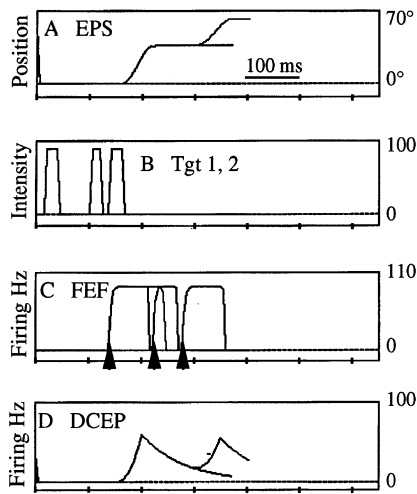 A EPS
Position
70°
0°
100 ms
B Tgt 1, 2
Intensity
100
0
C FEF
Firing Hz
110
0
D DCEP
Firing Hz
100
0